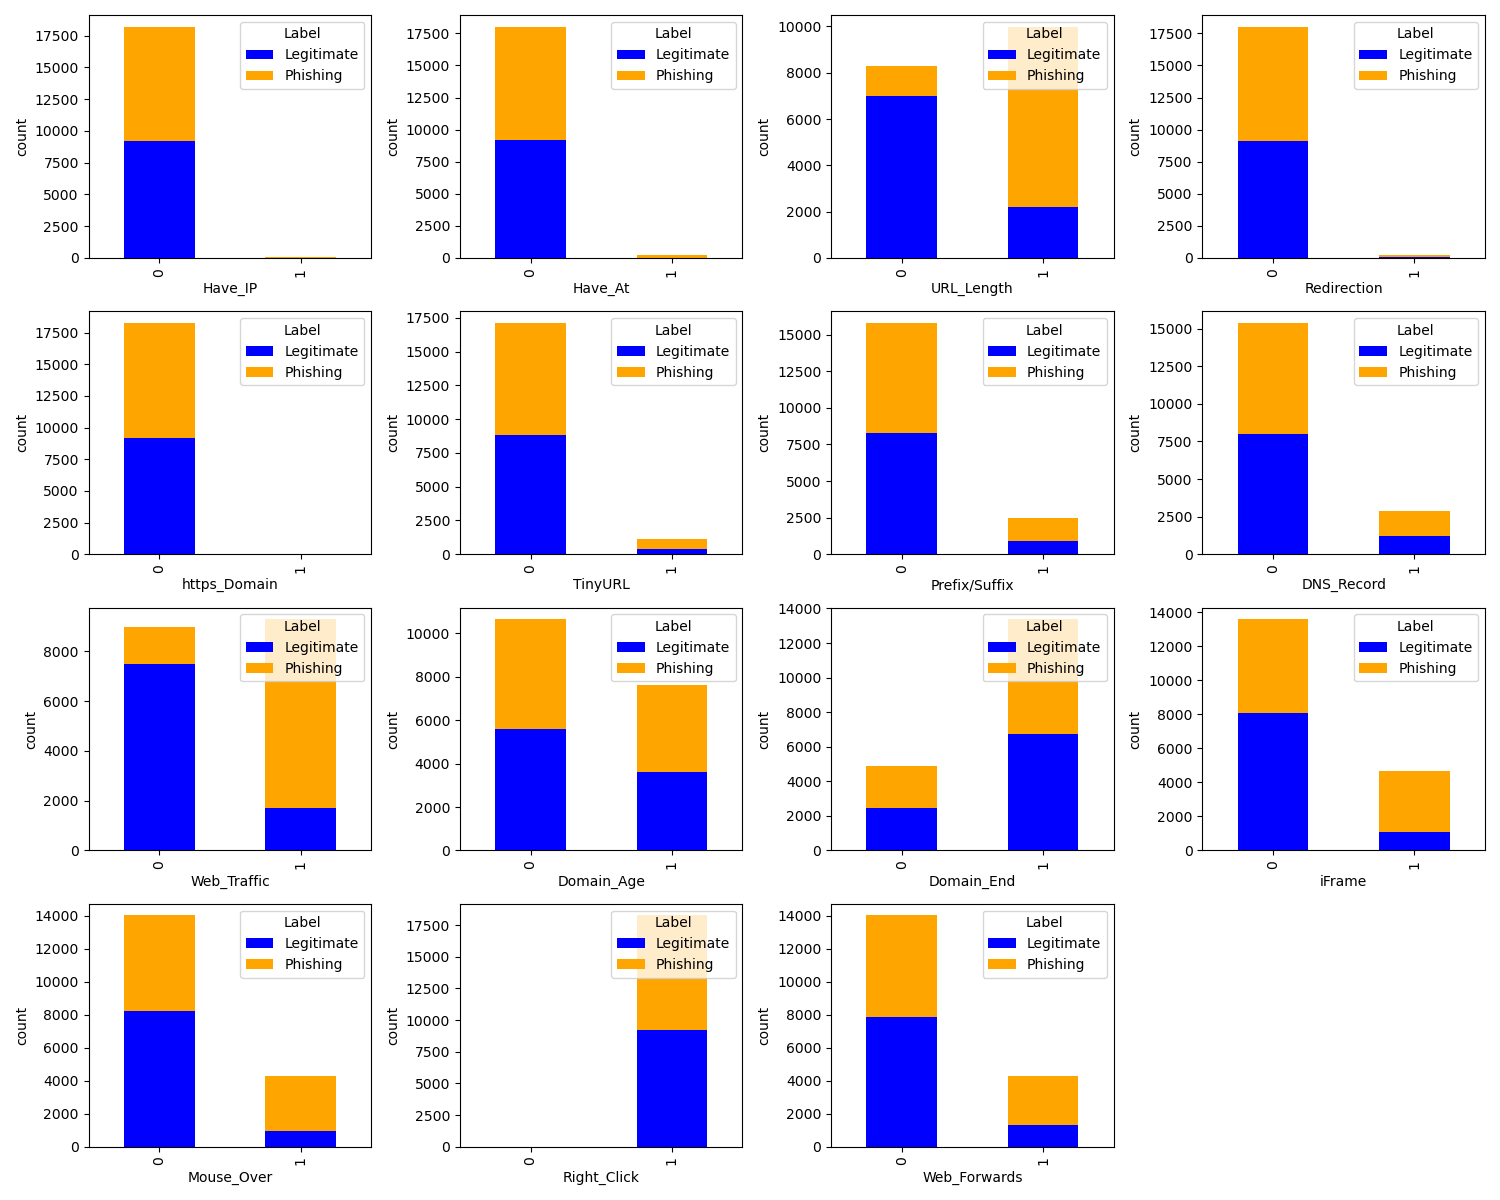 17500
15000
12500
10000
7500
5000
2500
0
count
0
1
Have_IP
Label
Legitimate
Phishing
17500
15000
12500
10000
7500
5000
2500
0
count
0
1
Have_At
Label
Legitimate
Phishing
10000
8000
6000
4000
2000
0
count
0
1
URL_Length
Label
Legitimate
Phishing
17500
15000
12500
10000
7500
5000
2500
0
count
0
1
Redirection
Label
Legitimate
Phishing
17500
15000
12500
10000
7500
5000
2500
0
count
0
1
https_Domain
Label
Legitimate
Phishing
17500
15000
12500
10000
7500
5000
2500
0
count
0
1
TinyURL
Label
Legitimate
Phishing
15000
12500
10000
7500
5000
2500
0
count
0
1
Prefix/Suffix
Label
Legitimate
Phishing
15000
12500
10000
7500
5000
2500
0
count
0
1
DNS_Record
Label
Legitimate
Phishing
8000
6000
4000
2000
0
count
0
1
Web_Traffic
Label
Legitimate
Phishing
10000
8000
6000
4000
2000
0
count
0
1
Domain_Age
Label
Legitimate
Phishing
14000
12000
10000
8000
6000
4000
2000
0
count
0
1
Domain_End
Label
Legitimate
Phishing
14000
12000
10000
8000
6000
4000
2000
0
count
0
1
iFrame
Label
Legitimate
Phishing
14000
12000
10000
8000
6000
4000
2000
0
count
0
1
Mouse_Over
Label
Legitimate
Phishing
17500
15000
12500
10000
7500
5000
2500
0
count
0
1
Right_Click
Label
Legitimate
Phishing
14000
12000
10000
8000
6000
4000
2000
0
count
0
1
Web_Forwards
Label
Legitimate
Phishing